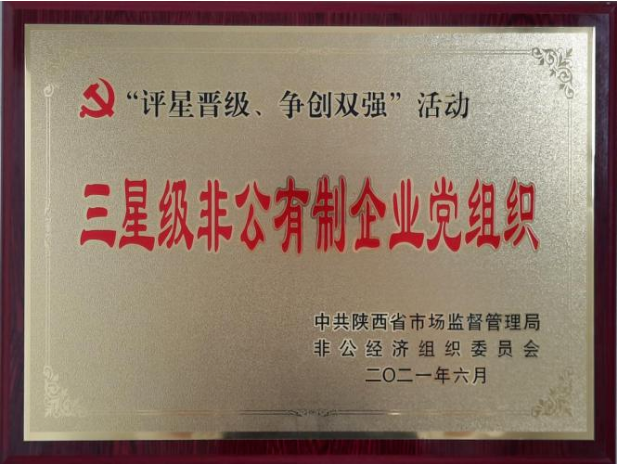 “评星晋级、争创双强”活动
三星级非公有制企业党组织
中共陕西省市场监督管理局
非公经济组织委员会
二〇二一年六月